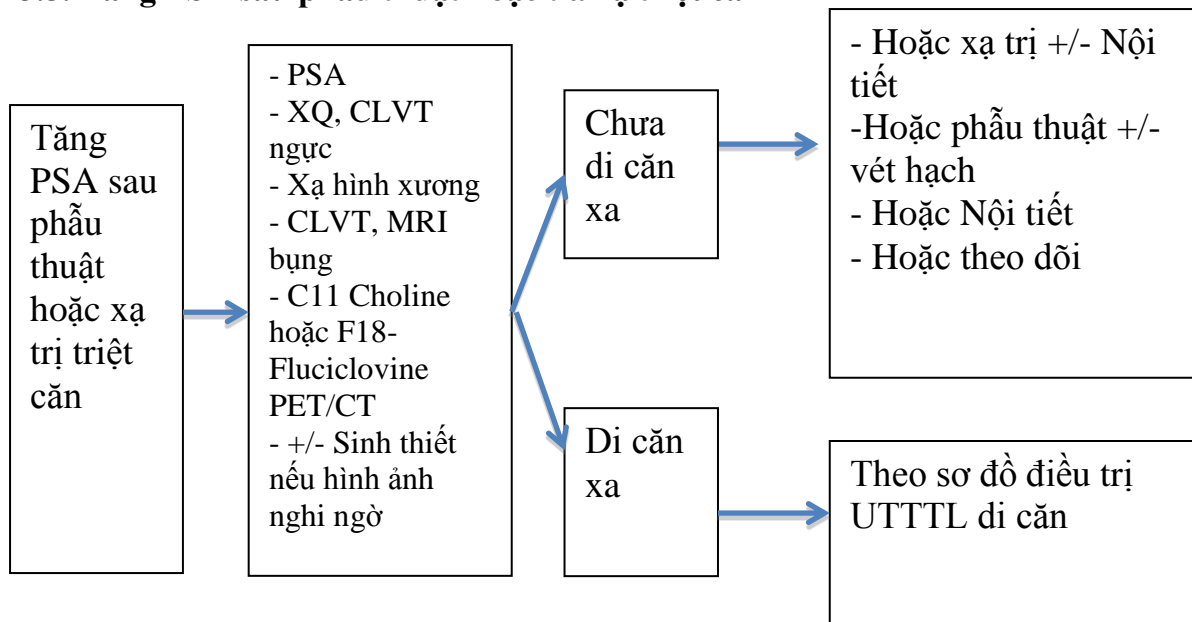 Tăng
PSA sau
phẫu
thuật
hoặc xạ
trị triệt
căn
- PSA
- XQ, CLVT
ngực
- Xạ hình xương
- CLVT, MRI
bụng
- C11 Choline
hoặc F18-
Fluciclovine
PET/CT
- +/- Sinh thiết
nếu hình ảnh
nghi ngờ
Chưa
di căn
xa
- Hoặc xạ trị +/- Nội
tiết
-Hoặc phẫu thuật +/-
vét hạch
- Hoặc Nội tiết
- Hoặc theo dõi
Di căn
xa
Theo sơ đồ điều trị
UTTTL di căn